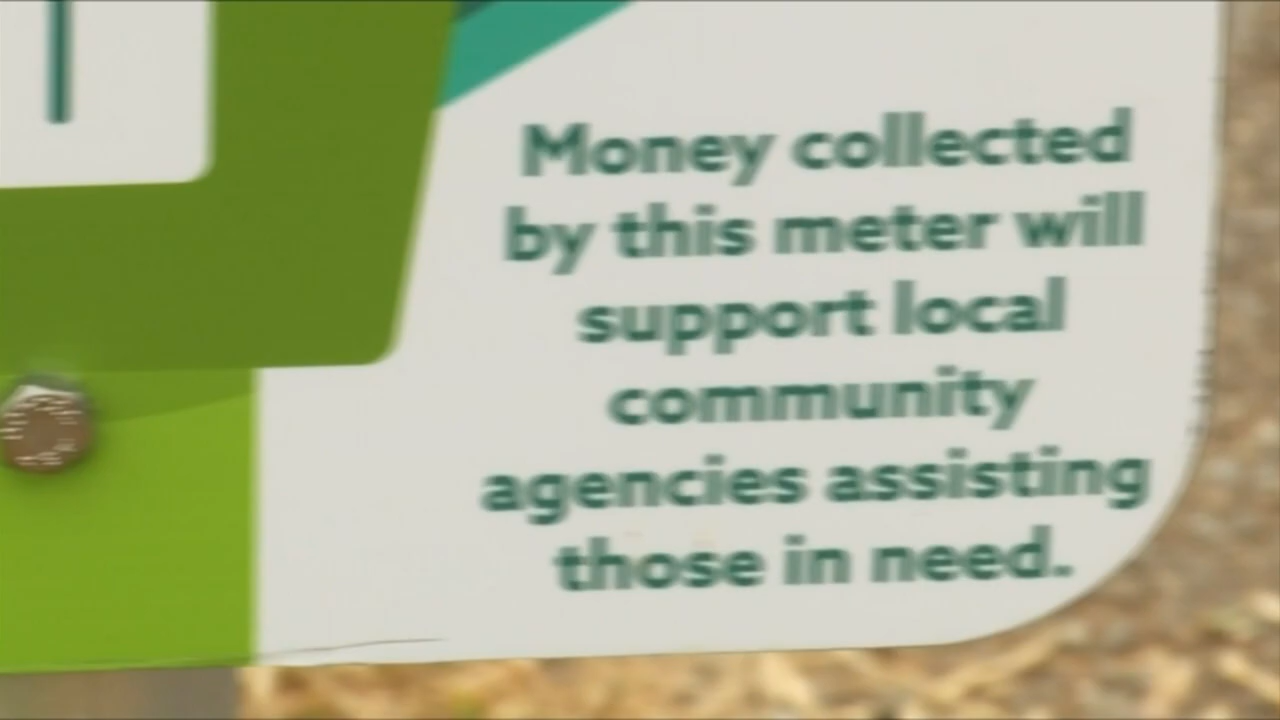 Money collected
by this meter will
support local
community
agencies assisting
those in need.